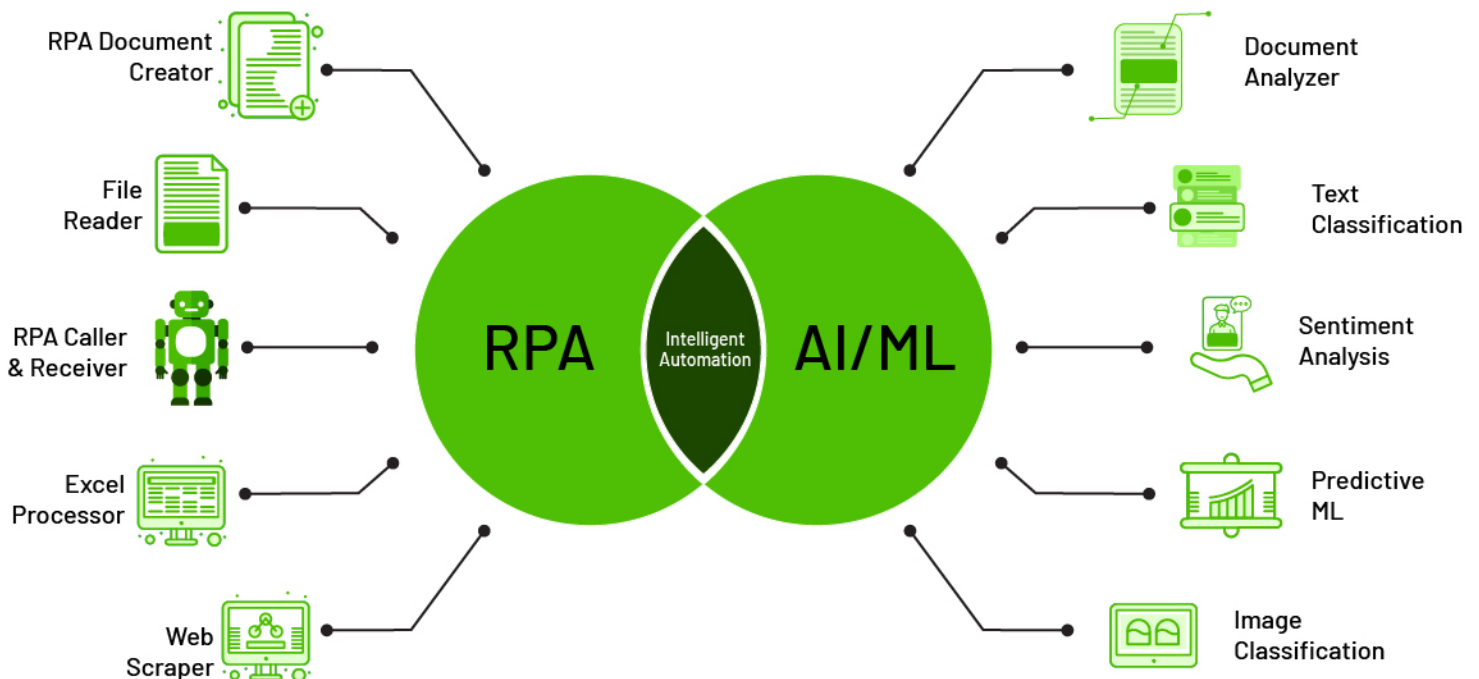 RPA Document
Creator
File
Reader
RPA Caller
& Receiver
Excel
Processor
Web
Scraper
RPA
Intelligent
Automation
AI/ML
Document
Analyzer
Text
Classification
Sentiment
Analysis
Predictive
ML
Image
Classification